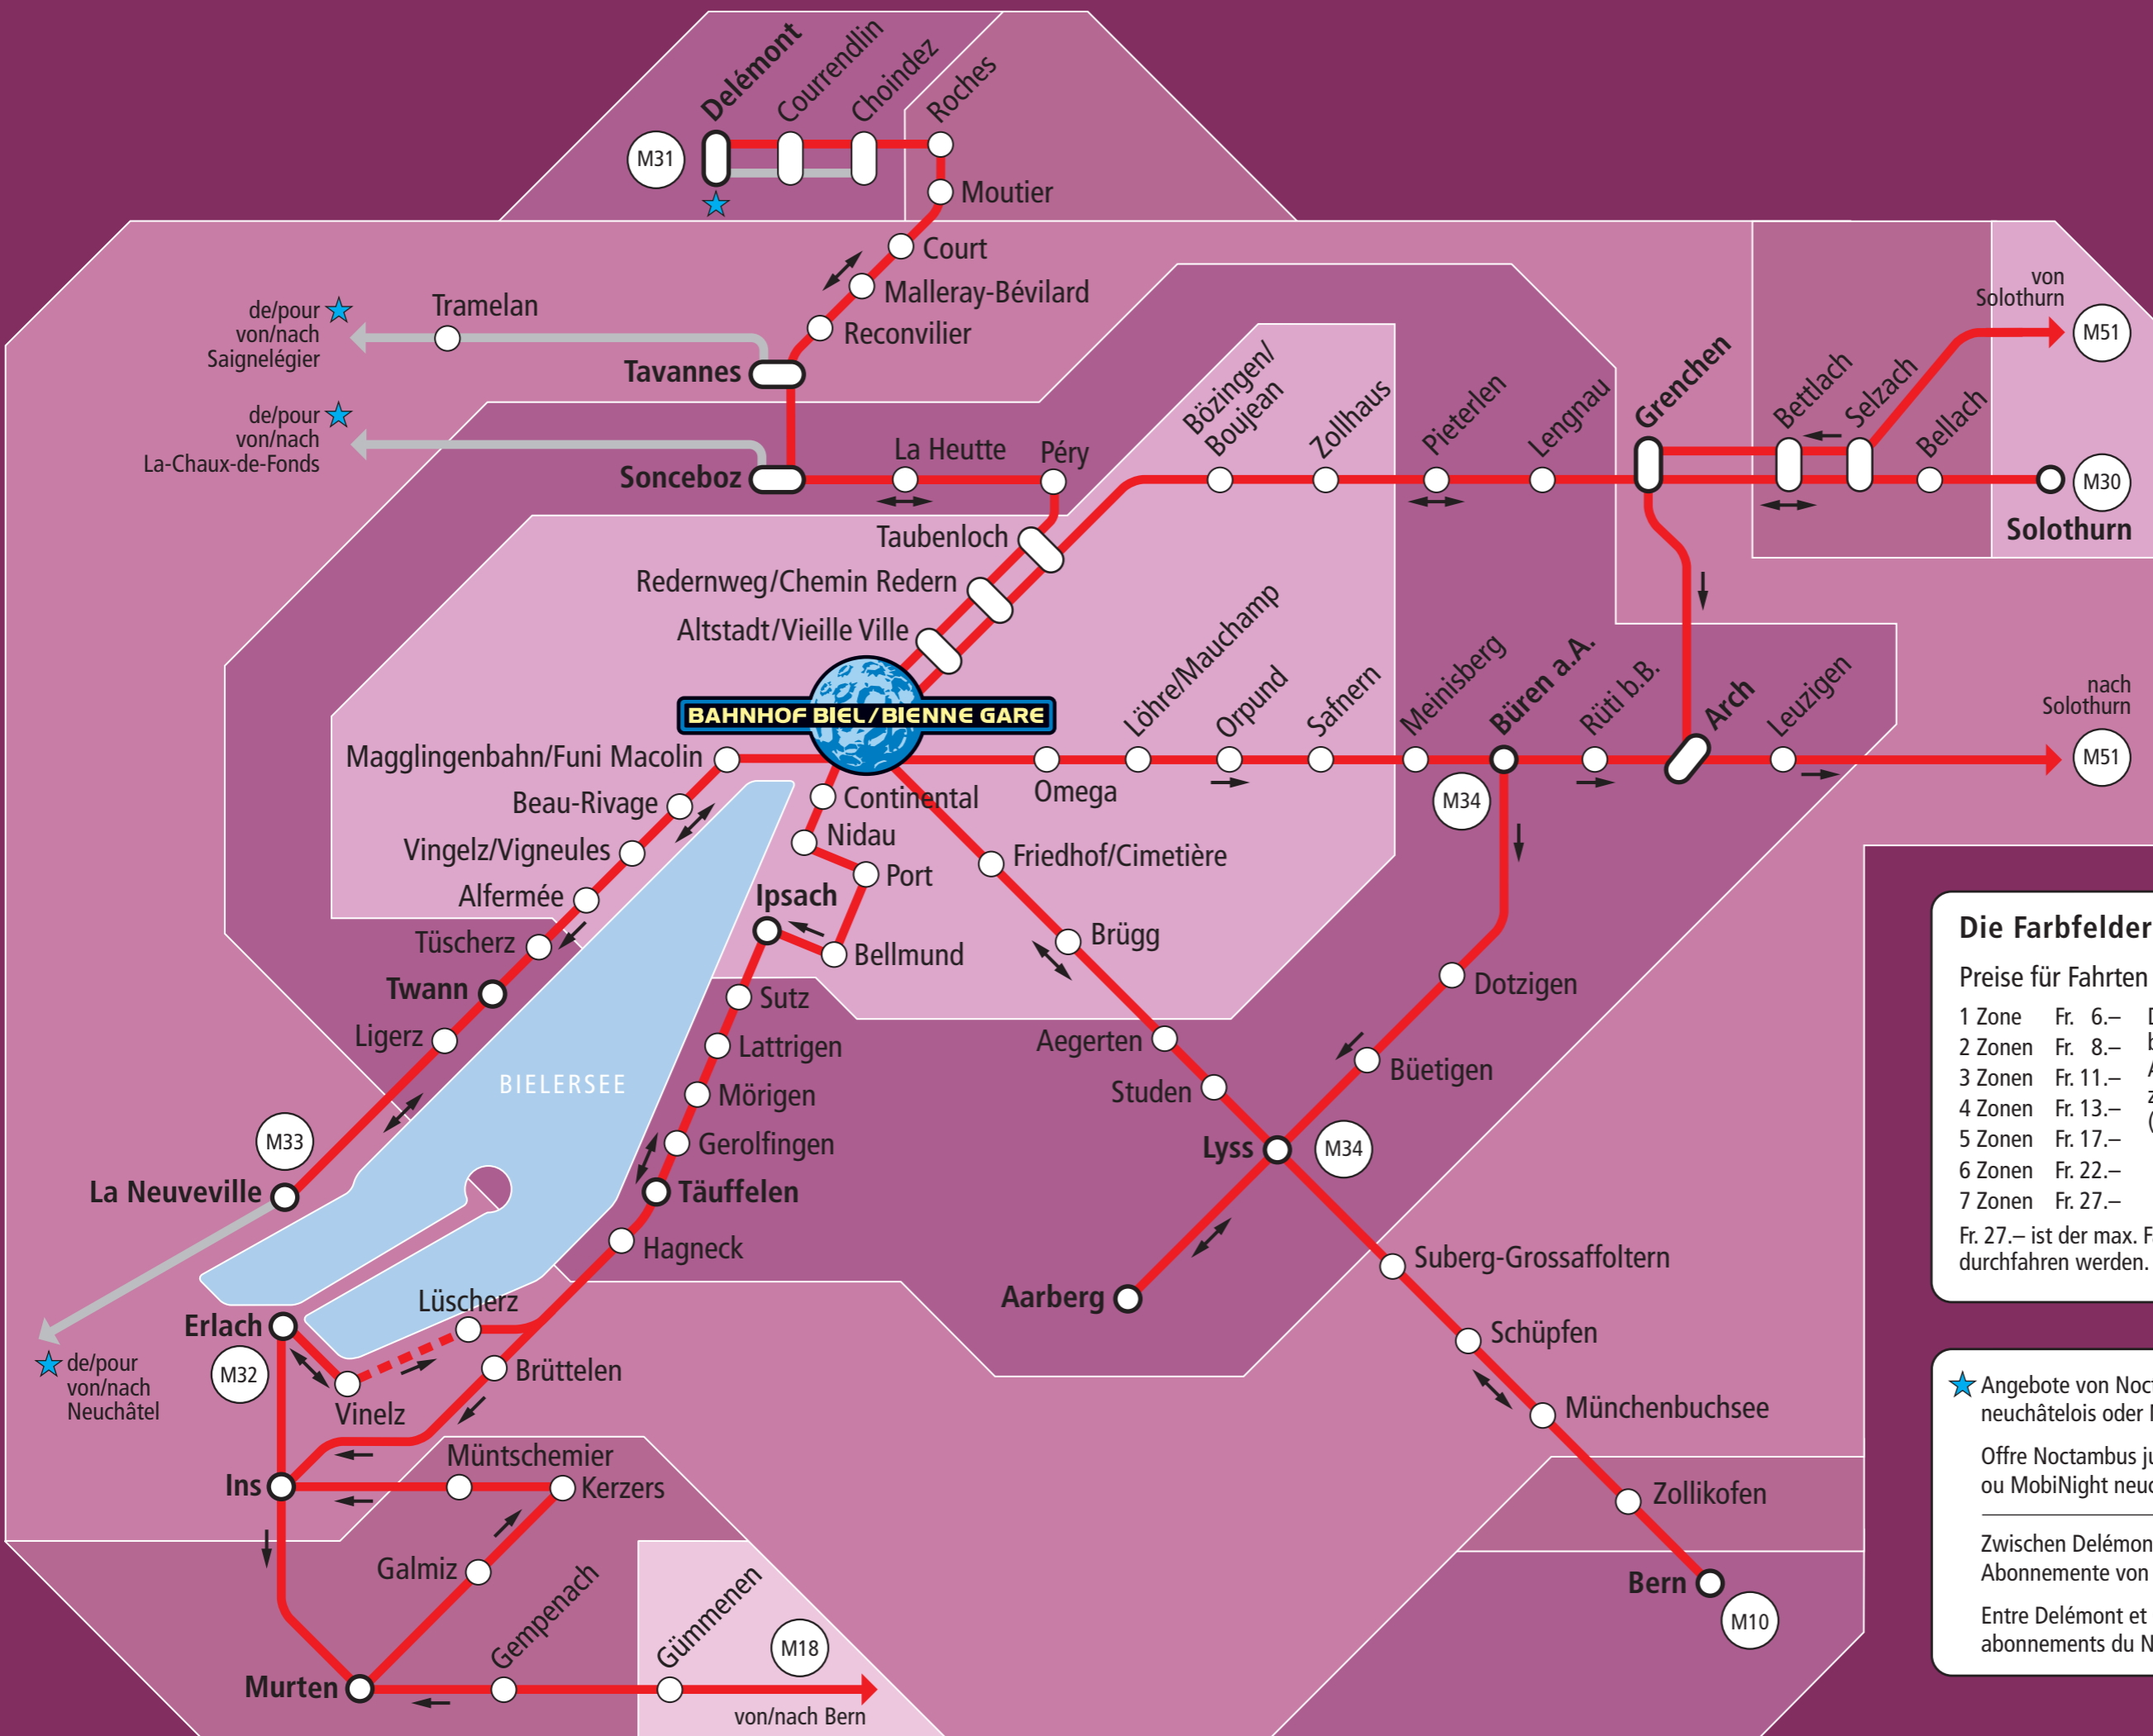 Delémont
Courrendlin
Choindez
Roches
M31
Moutier
Court
Malleray-Bévilard
Reconvilier
Tavannes
de/pour
von/nach
Saignelégier
Tramelan
de/pour
von/nach
La-Chaux-de-Fonds
Sonceboz
La Heutte
Péry
Bözingen/
Boujean
Zollhaus
Pieterlen
Lengnau
Grenchen
Bettlach
Selzach
Bellach
von
Solothurn
M51
M30
Solothurn
Taubenloch
Redernweg/Chemin Redern
Altstadt/Vieille Ville
BAHNHOF BIEL/BIENNE GARE
Omega
Löhre/Mauchamp
Orpund
Safnern
Meinisberg
Büren a.A.
Rüti b.B.
Arch
Leuzigen
nach
Solothurn
M51
M34
Magglingenbahn/Funi Macolin
Beau-Rivage
Vingelz/Vigneules
Alfermée
Tüscherz
Twann
Ligerz
M33
La Neuveville
de/pour
von/nach
Neuchâtel
BIELERSEE
Continental
Nidau
Port
Ipsach
Bellmund
Sutz
Lattrigen
Mörigen
Gerolfingen
Täuffelen
Hagneck
Lüscherz
Erlach
M32
Vinelz
Brüttelen
Ins
Müntschemier
Kerzers
Galmiz
Murten
Gempenach
Gümmenen
M18
von/nach Bern
Friedhof/Cimetière
Brügg
Aegerten
Studen
Lyss
M34
Dotzigen
Büetigen
Aarberg
Suberg-Grossaffoltern
Schüpfen
Münchenbuchsee
Zollikofen
Bern
M10
Die Farbfelder
Preise für Fahrten
1 Zone Fr. 6.–
2 Zonen Fr. 8.–
3 Zonen Fr. 11.–
4 Zonen Fr. 13.–
5 Zonen Fr. 17.–
6 Zonen Fr. 22.–
7 Zonen Fr. 27.–
Fr. 27.– ist der max. F
durchfahren werden.
Angebote von Noct
neuchâtelois oder
Offre Noctambus ju
ou MobiNight neuc
Zwischen Delémon
Abonnemente von
Entre Delémont et
abonnements du N